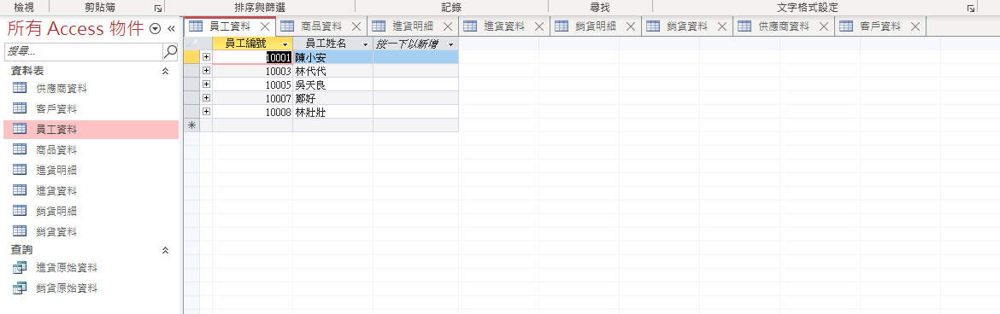 檢視 剪貼簿 排序與篩選 記錄 尋找 文字格式設定
所有 Access 物件
搜尋...
資料表
供應商資料
客戶資料
員工資料
商品資料
進貨明細
進貨資料
銷貨明細
銷貨資料
查詢
進貨原始資料
銷貨原始資料
員工資料 商品資料 進貨明細 進貨資料 銷貨明細 銷貨資料 供應商資料 客戶資料
員工編號 員工姓名 按一下以新增
10001 陳小安
10003 林代代
10005 吳天良
10007 鄭好
10008 林壯壯